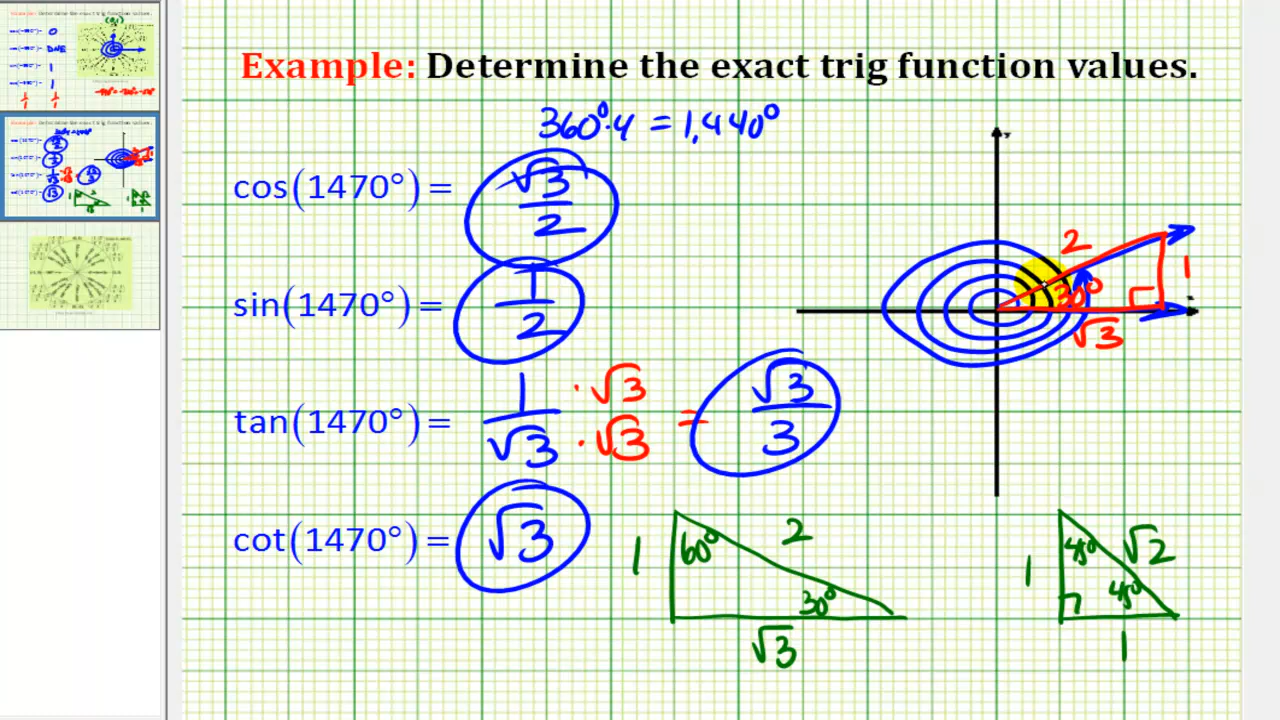 Example: Determine the exact trig function values.
360°·4 = 1,440°
cos(1470°) = √3/2
sin(1470°) = 1/2
tan(1470°) = 1/√3 ·√3/·√3 = √3/3
cot(1470°) = √3
y
2
30°
1
√3
1
60°
2
30°
√3
1
45°
√2
45°
1